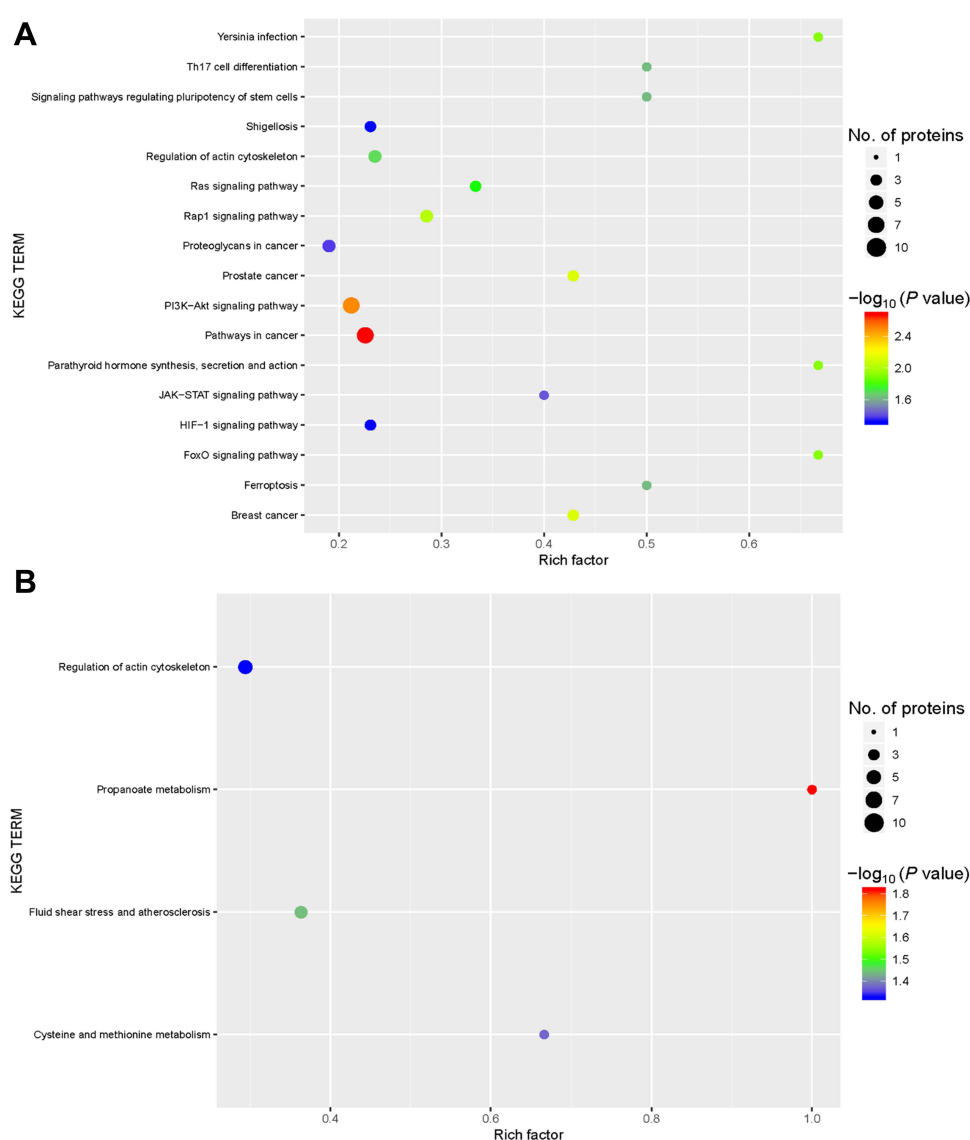 A
KEGG TERM
Yersinia infection
Th17 cell differentiation
Signaling pathways regulating pluripotency of stem cells
Shigellosis
Regulation of actin cytoskeleton
Ras signaling pathway
Rap1 signaling pathway
Proteoglycans in cancer
Prostate cancer
PI3K−Akt signaling pathway
Pathways in cancer
Parathyroid hormone synthesis, secretion and action
JAK−STAT signaling pathway
HIF−1 signaling pathway
FoxO signaling pathway
Ferroptosis
Breast cancer
0.2 0.3 0.4 0.5 0.6
Rich factor
No. of proteins
1
3
5
7
10
−log10 (P value)
2.4
2.0
1.6
B
KEGG TERM
Regulation of actin cytoskeleton
Propanoate metabolism
Fluid shear stress and atherosclerosis
Cysteine and methionine metabolism
0.4 0.6 0.8 1.0
Rich factor
No. of proteins
1
3
5
7
10
−log10 (P value)
1.8
1.7
1.6
1.5
1.4